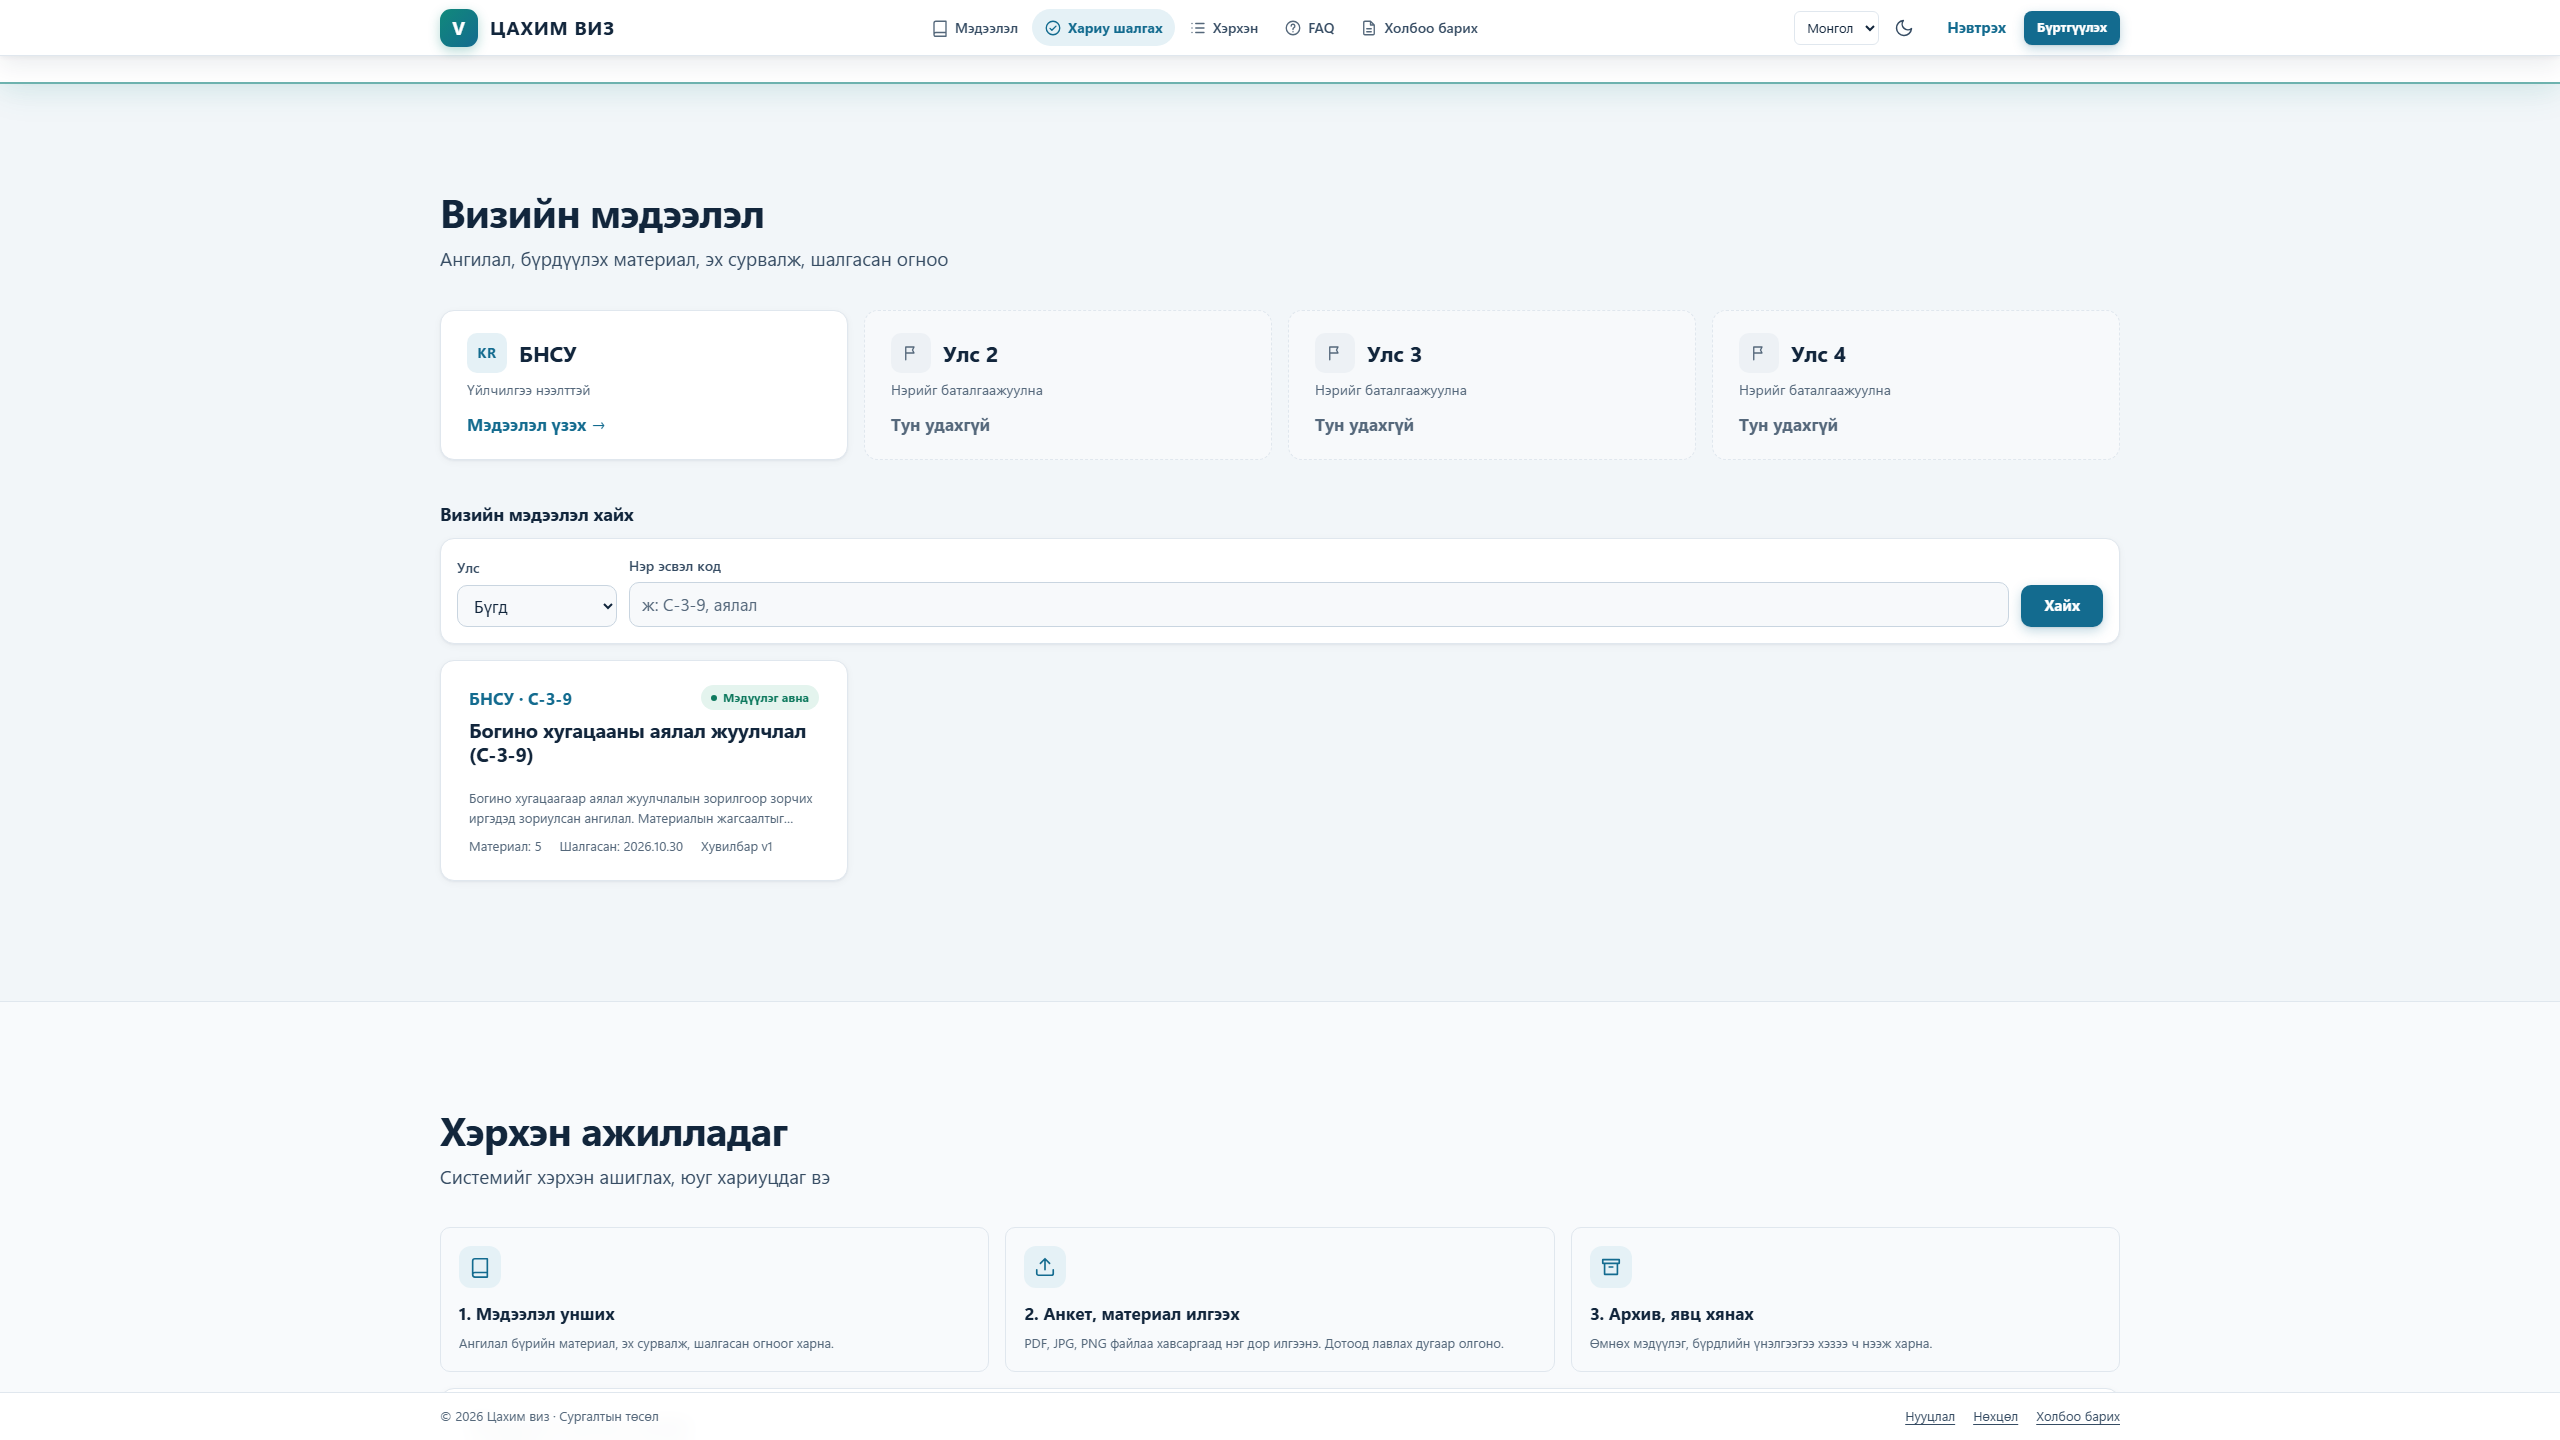 V ЦАХИМ ВИЗ Мэдээлэл Хариу шалгах Хэрхэн FAQ Холбоо барих Монгол Нэвтрэх Бүртгүүлэх
Визийн мэдээлэл
Ангилал, бүрдүүлэх материал, эх сурвалж, шалгасан огноо
KR БНСУ
Үйлчилгээ нээлттэй
Мэдээлэл үзэх →
Улс 2
Нэрийг баталгаажуулна
Тун удахгүй
Улс 3
Нэрийг баталгаажуулна
Тун удахгүй
Улс 4
Нэрийг баталгаажуулна
Тун удахгүй
Визийн мэдээлэл хайх
Улс
Бүгд
Нэр эсвэл код
ж: C-3-9, аялал
Хайх
БНСУ · C-3-9 Мэдүүлэг авна
Богино хугацааны аялал жуулчлал
(C-3-9)
Богино хугацаагаар аялал жуулчлалын зорилгоор зорчих
иргэдэд зориулсан ангилал. Материалын жагсаалтыг...
Материал: 5 Шалгасан: 2026.10.30 Хувилбар v1
Хэрхэн ажилладаг
Системийг хэрхэн ашиглах, юуг хариуцдаг вэ
1. Мэдээлэл унших
Ангилал бүрийн материал, эх сурвалж, шалгасан огноог харна.
2. Анкет, материал илгээх
PDF, JPG, PNG файлаа хавсаргаад нэг дор илгээнэ. Дотоод лавлах дугаар олгоно.
3. Архив, явц хянах
Өмнөх мэдүүлэг, бүрдлийн үнэлгээгээ хэзээ ч нээж харна.
© 2026 Цахим виз · Сургалтын төсөл Нууцлал Нөхцөл Холбоо барих